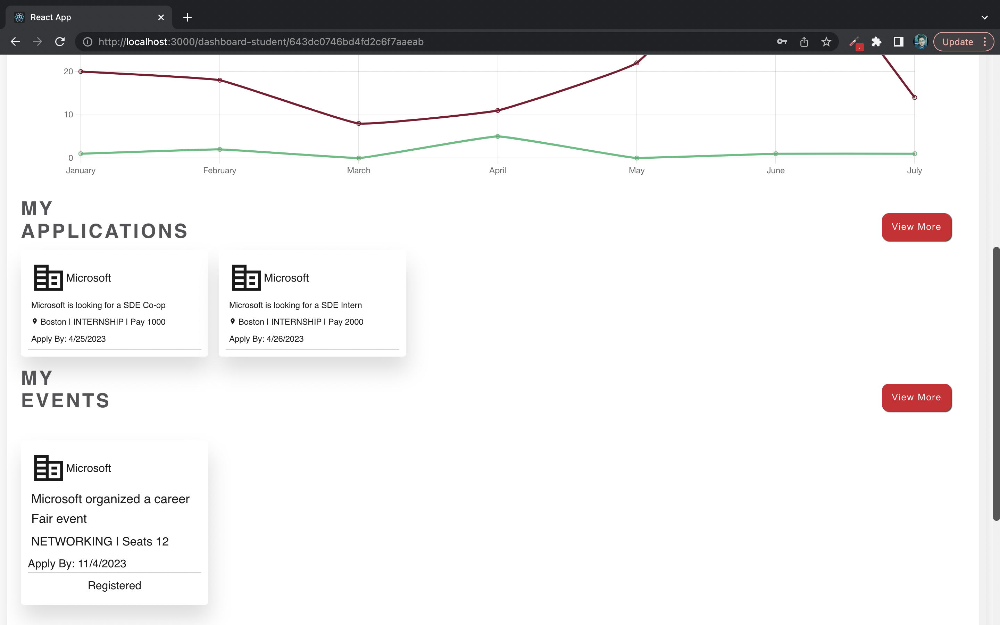 React App
http://localhost:3000/dashboard-student/643dc0746bd4fd2c6f7aaeab
Update
20
10
0
January February March April May June July
MY
APPLICATIONS
View More
Microsoft
Microsoft is looking for a SDE Co-op
Boston | INTERNSHIP | Pay 1000
Apply By: 4/25/2023
Microsoft
Microsoft is looking for a SDE Intern
Boston | INTERNSHIP | Pay 2000
Apply By: 4/26/2023
MY
EVENTS
View More
Microsoft
Microsoft organized a career
Fair event
NETWORKING | Seats 12
Apply By: 11/4/2023
Registered